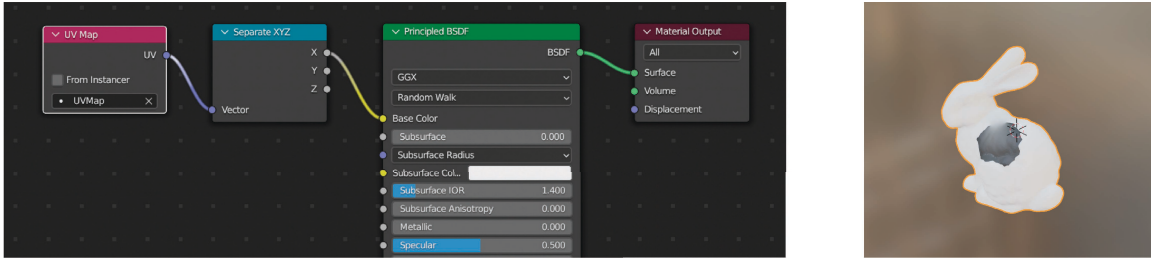 UV Map
UV
From Instancer
UVMap
Separate XYZ
X
Y
Z
Vector
Principled BSDF
BSDF
GGX
Random Walk
Base Color
Subsurface 0.000
Subsurface Radius
Subsurface Col...
Subsurface IOR 1.400
Subsurface Anisotropy 0.000
Metallic 0.000
Specular 0.500
Material Output
All
Surface
Volume
Displacement